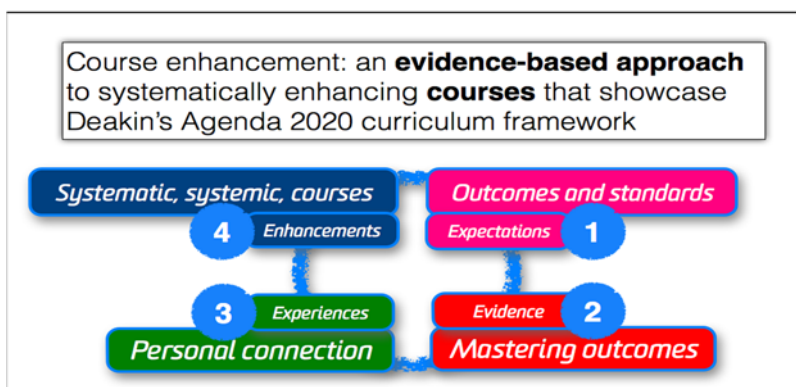 Course enhancement: an evidence-based approach
to systematically enhancing courses that showcase
Deakin's Agenda 2020 curriculum framework
Systematic, systemic, courses
4
Enhancements
Outcomes and standards
Expectations
1
3
Experiences
Personal connection
Evidence
2
Mastering outcomes